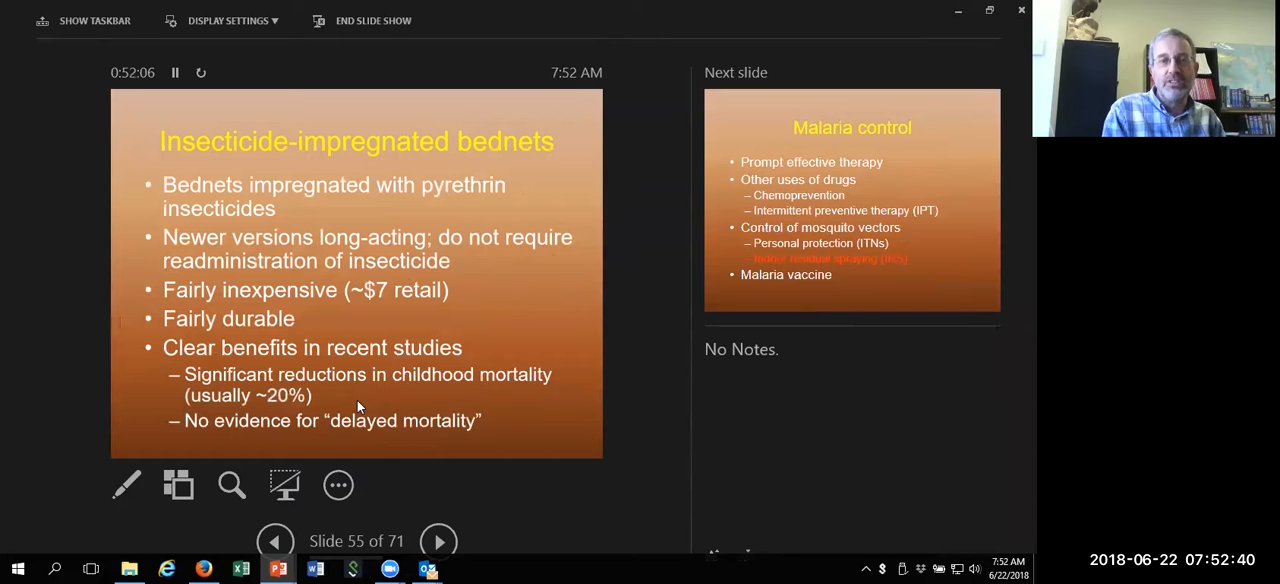 SHOW TASKBAR
DISPLAY SETTINGS ▼
END SLIDE SHOW
0:52:06
7:52 AM
Insecticide-impregnated bednets
• Bednets impregnated with pyrethrin
insecticides
• Newer versions long-acting; do not require
readministration of insecticide
• Fairly inexpensive (~$7 retail)
• Fairly durable
• Clear benefits in recent studies
– Significant reductions in childhood mortality
(usually ~20%)
– No evidence for “delayed mortality”
Slide 55 of 71
Next slide
Malaria control
• Prompt effective therapy
• Other uses of drugs
– Chemoprevention
– Intermittent preventive therapy (IPT)
• Control of mosquito vectors
– Personal protection (ITNs)
– Indoor residual spraying (IRS)
• Malaria vaccine
No Notes.
7:52 AM
6/22/2018
2018-06-22 07:52:40